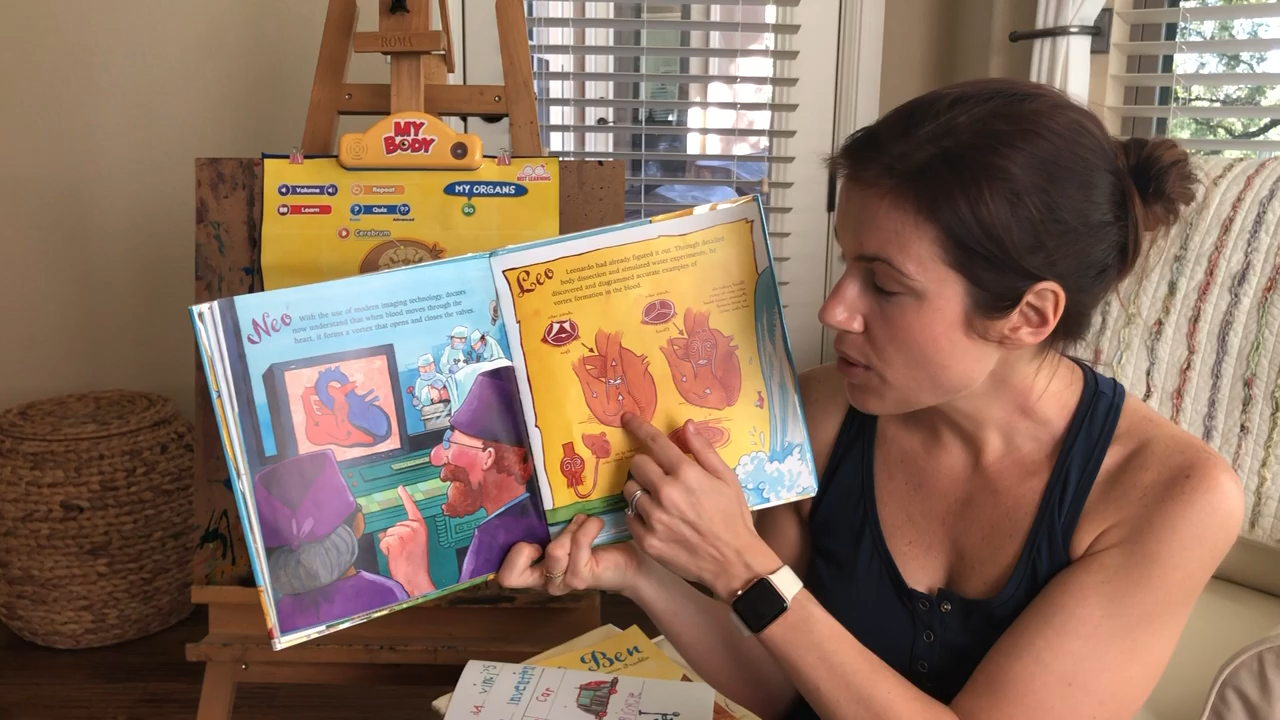 ROMA
MY
BODY
BEST LEARNING
Volume
Repeat
MY ORGANS
Learn
Quiz
Go
Advanced
Cerebrum
Neo
With the use of modern imaging technology, doctors
now understand that when blood moves through the
heart, it forms a vortex that opens and closes the valves.
Leo
Leonardo had already figured it out. Through detailed
body dissection and simulated water experiments, he
discovered and diagrammed accurate examples of
vortex formation in the blood.
Ben
invention
car